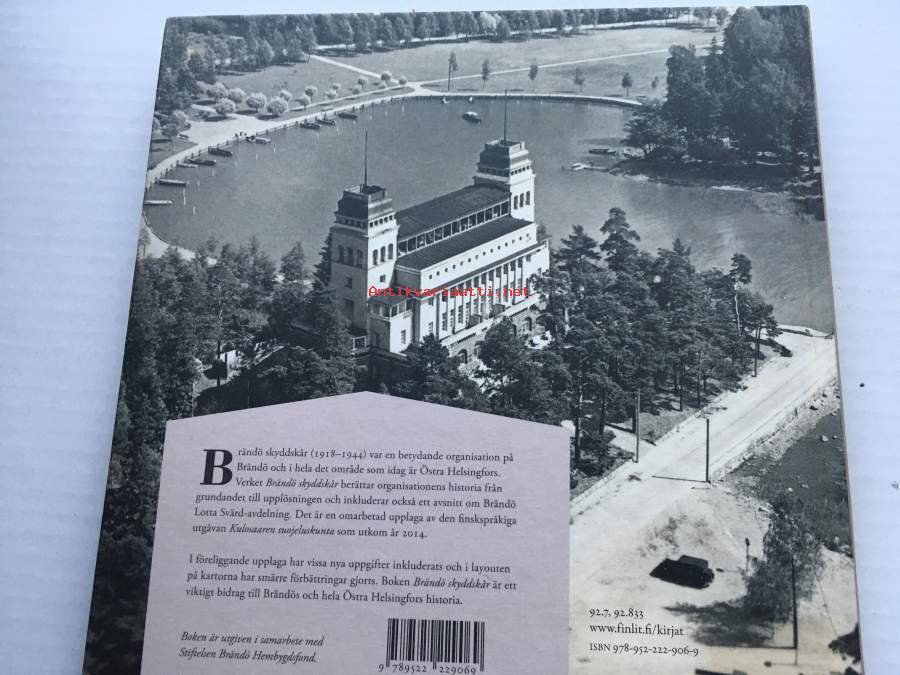 Antikvariaatti.net
Brändö skyddskår (1918–1944) var en betydande organisation på
Brändö och i hela det område som idag är Östra Helsingfors.
Verket Brändö skyddskår berättar organisationens historia från
grundandet till upplösningen och inkluderar också ett avsnitt om Brändö
Lotta Svärd-avdelning. Det är en omarbetad upplaga av den finskspråkiga
utgåvan Kulosaaren suojeluskunta som utkom år 2014.
I föreliggande upplaga har vissa nya uppgifter inkluderats och i layouten
på kartorna har smärre förbättringar gjorts. Boken Brändö skyddskår är ett
viktigt bidrag till Brändös och hela Östra Helsingfors historia.
Boken är utgiven i samarbete med
Stiftelsen Brändö Hembygdsfond.
9 789522 229069
92.7, 92.833
www.finlit.fi/kirjat
ISBN 978-952-222-906-9